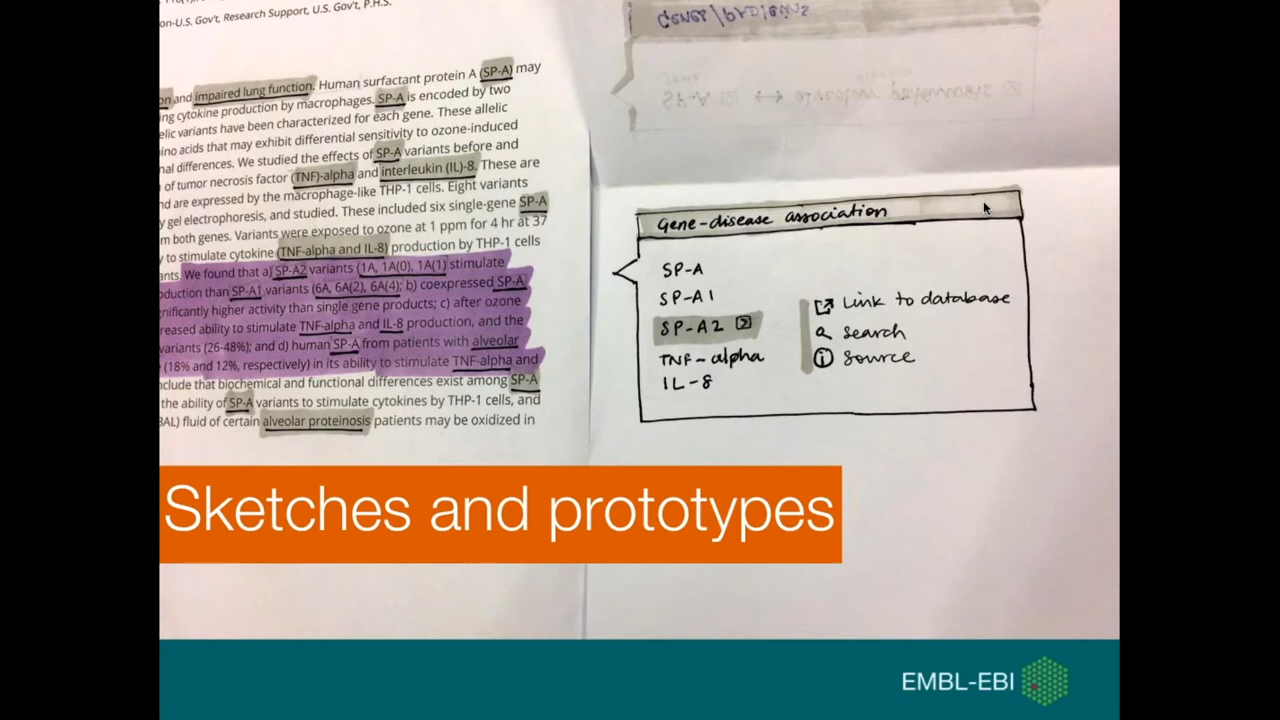 on-U.S. Gov't, Research Support, U.S. Gov't, P.H.S.
on and impaired lung function. Human surfactant protein A (SP-A) may
ng cytokine production by macrophages. SP-A is encoded by two
elic variants have been characterized for each gene. These allelic
ino acids that may exhibit differential sensitivity to ozone-induced
nal differences. We studied the effects of SP-A variants before and
of tumor necrosis factor (TNF)-alpha and interleukin (IL)-8. These are
nd are expressed by the macrophage-like THP-1 cells. Eight variants
y gel electrophoresis, and studied. These included six single-gene SP-A
m both genes. Variants were exposed to ozone at 1 ppm for 4 hr at 37
y to stimulate cytokine (TNF-alpha and IL-8) production by THP-1 cells
ants. We found that a) SP-A2 variants (1A, 1A(0), 1A(1) stimulate
oduction than SP-A1 variants (6A, 6A(2), 6A(4); b) coexpressed SP-A
gnificantly higher activity than single gene products; c) after ozone
reased ability to stimulate TNF-alpha and IL-8 production, and the
variants (26-48%); and d) human SP-A from patients with alveolar
(18% and 12%, respectively) in its ability to stimulate TNF-alpha and
nclude that biochemical and functional differences exist among SP-A
the ability of SP-A variants to stimulate cytokines by THP-1 cells, and
BAL) fluid of certain alveolar proteinosis patients may be oxidized in
Genes/Proteins
gene
disease
SP-A ↔ alveolar proteinosis
Gene-disease association
SP-A
SP-A1
SP-A2
TNF-alpha
IL-8
Link to database
search
source
Sketches and prototypes
EMBL-EBI